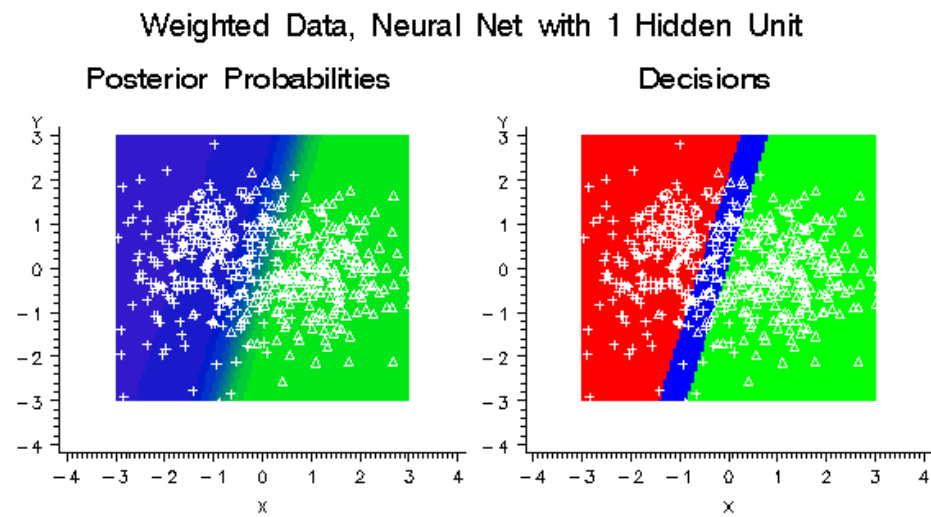 Weighted Data, Neural Net with 1 Hidden Unit
Posterior Probabilities
Decisions
Y
3
2
1
0
-1
-2
-3
-4
-4 -3 -2 -1 0 1 2 3 4
X
Y
3
2
1
0
-1
-2
-3
-4
-4 -3 -2 -1 0 1 2 3 4
X